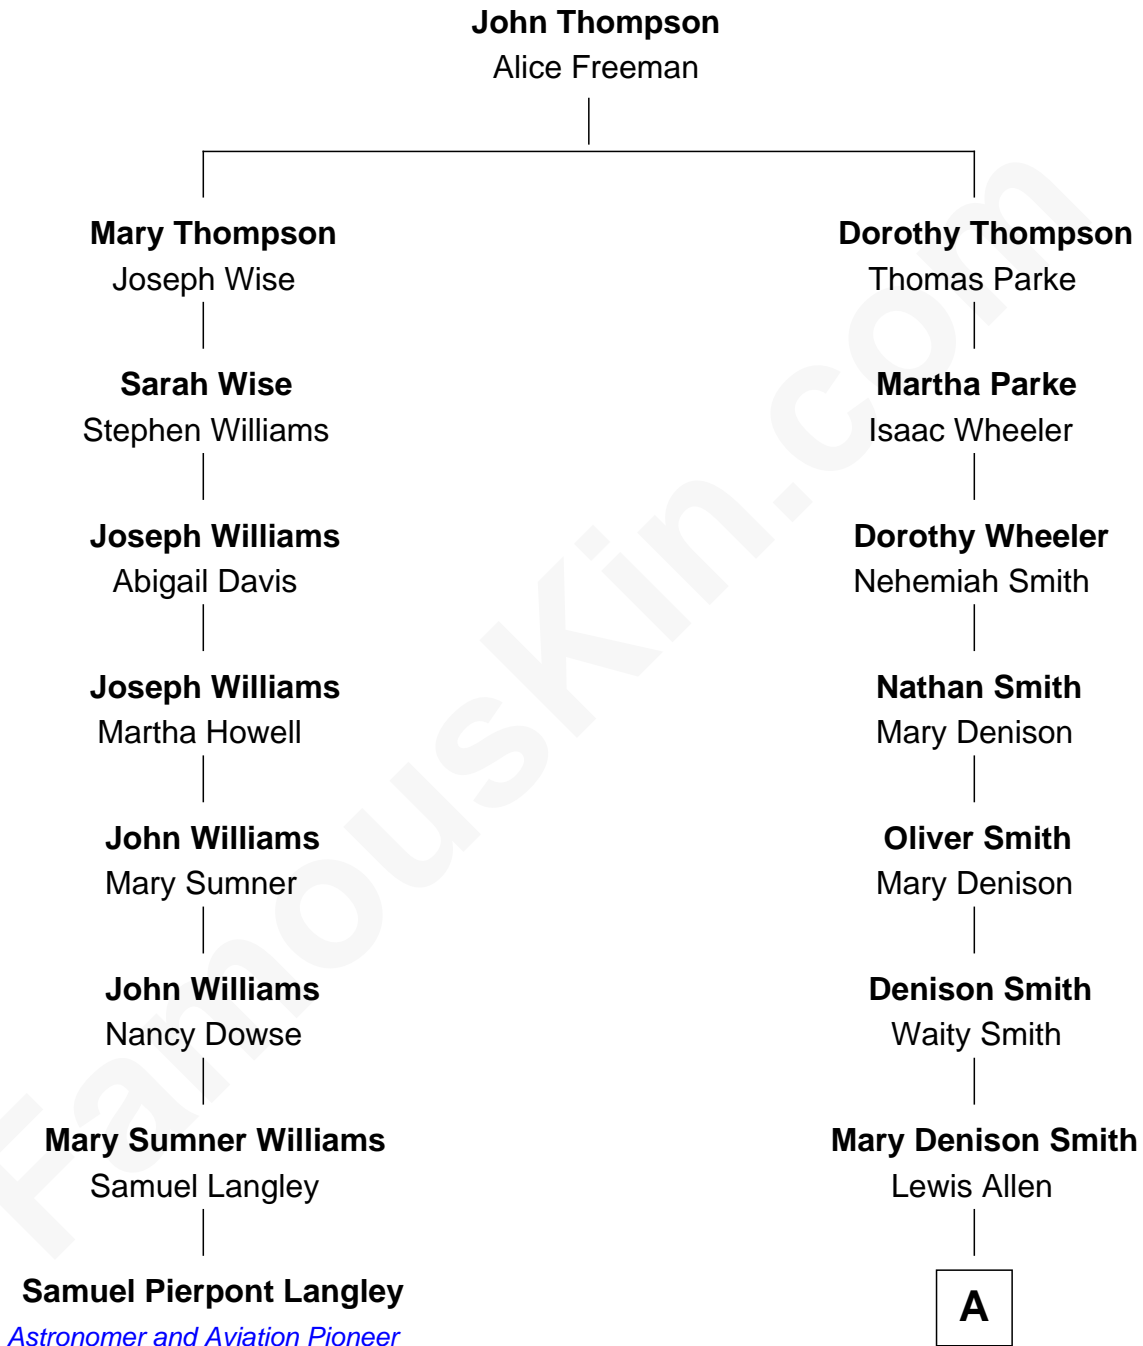 John Thompson
Alice Freeman
Mary Thompson
Joseph Wise
Dorothy Thompson
Thomas Parke
Sarah Wise
Stephen Williams
Martha Parke
Isaac Wheeler
Joseph Williams
Abigail Davis
Dorothy Wheeler
Nehemiah Smith
Joseph Williams
Martha Howell
Nathan Smith
Mary Denison
John Williams
Mary Sumner
Oliver Smith
Mary Denison
John Williams
Nancy Dowse
Denison Smith
Waity Smith
Mary Sumner Williams
Samuel Langley
Mary Denison Smith
Lewis Allen
Samuel Pierpont Langley
Astronomer and Aviation Pioneer
A
FamousKin.com